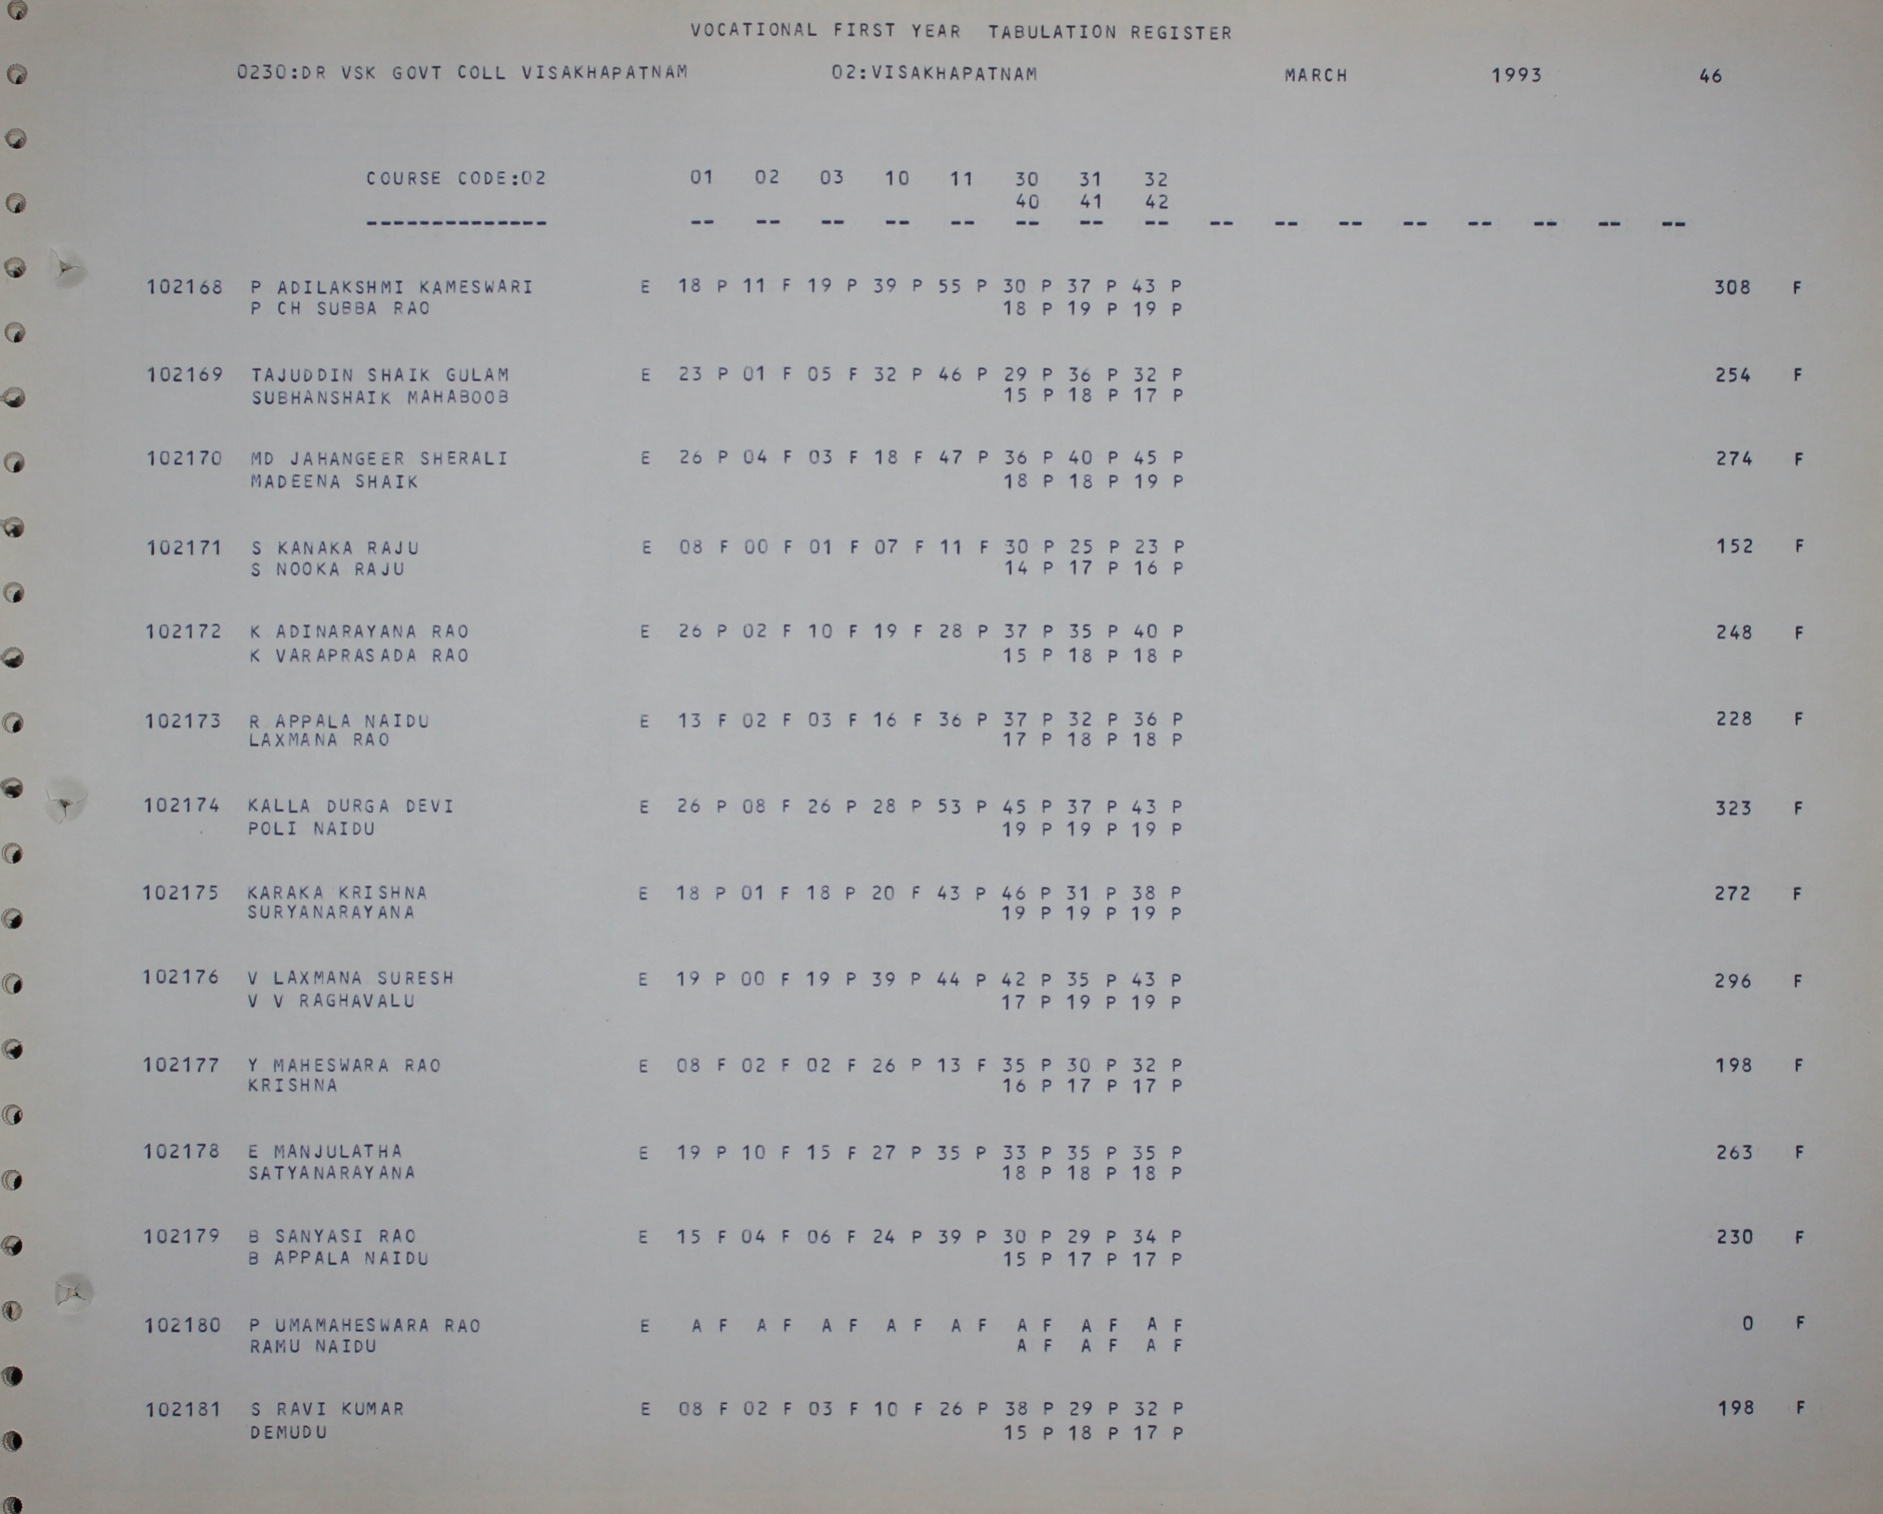 VOCATIONAL FIRST YEAR TABULATION REGISTER
0230:DR VSK GOVT COLL VISAKHAPATNAM 02:VISAKHAPATNAM MARCH 1993 46
COURSE CODE:02 01 02 03 10 11 30 31 32
40 41 42
-------------- -- -- -- -- -- -- -- -- -- -- -- -- -- -- -- --
102168 P ADILAKSHMI KAMESWARI E 18 P 11 F 19 P 39 P 55 P 30 P 37 P 43 P 308 F
P CH SUBBA RAO 18 P 19 P 19 P
102169 TAJUDDIN SHAIK GULAM E 23 P 01 F 05 F 32 P 46 P 29 P 36 P 32 P 254 F
SUBHANSHAIK MAHABOOB 15 P 18 P 17 P
102170 MD JAHANGEER SHERALI E 26 P 04 F 03 F 18 F 47 P 36 P 40 P 45 P 274 F
MADEENA SHAIK 18 P 18 P 19 P
102171 S KANAKA RAJU E 08 F 00 F 01 F 07 F 11 F 30 P 25 P 23 P 152 F
S NOOKA RAJU 14 P 17 P 16 P
102172 K ADINARAYANA RAO E 26 P 02 F 10 F 19 F 28 P 37 P 35 P 40 P 248 F
K VARAPRASADA RAO 15 P 18 P 18 P
102173 R APPALA NAIDU E 13 F 02 F 03 F 16 F 36 P 37 P 32 P 36 P 228 F
LAXMANA RAO 17 P 18 P 18 P
102174 KALLA DURGA DEVI E 26 P 08 F 26 P 28 P 53 P 45 P 37 P 43 P 323 F
POLI NAIDU 19 P 19 P 19 P
102175 KARAKA KRISHNA E 18 P 01 F 18 P 20 F 43 P 46 P 31 P 38 P 272 F
SURYANARAYANA 19 P 19 P 19 P
102176 V LAXMANA SURESH E 19 P 00 F 19 P 39 P 44 P 42 P 35 P 43 P 296 F
V V RAGHAVALU 17 P 19 P 19 P
102177 Y MAHESWARA RAO E 08 F 02 F 02 F 26 P 13 F 35 P 30 P 32 P 198 F
KRISHNA 16 P 17 P 17 P
102178 E MANJULATHA E 19 P 10 F 15 F 27 P 35 P 33 P 35 P 35 P 263 F
SATYANARAYANA 18 P 18 P 18 P
102179 B SANYASI RAO E 15 F 04 F 06 F 24 P 39 P 30 P 29 P 34 P 230 F
B APPALA NAIDU 15 P 17 P 17 P
102180 P UMAMAHESWARA RAO E A F A F A F A F A F A F A F A F 0 F
RAMU NAIDU A F A F A F
102181 S RAVI KUMAR E 08 F 02 F 03 F 10 F 26 P 38 P 29 P 32 P 198 F
DEMUDU 15 P 18 P 17 P